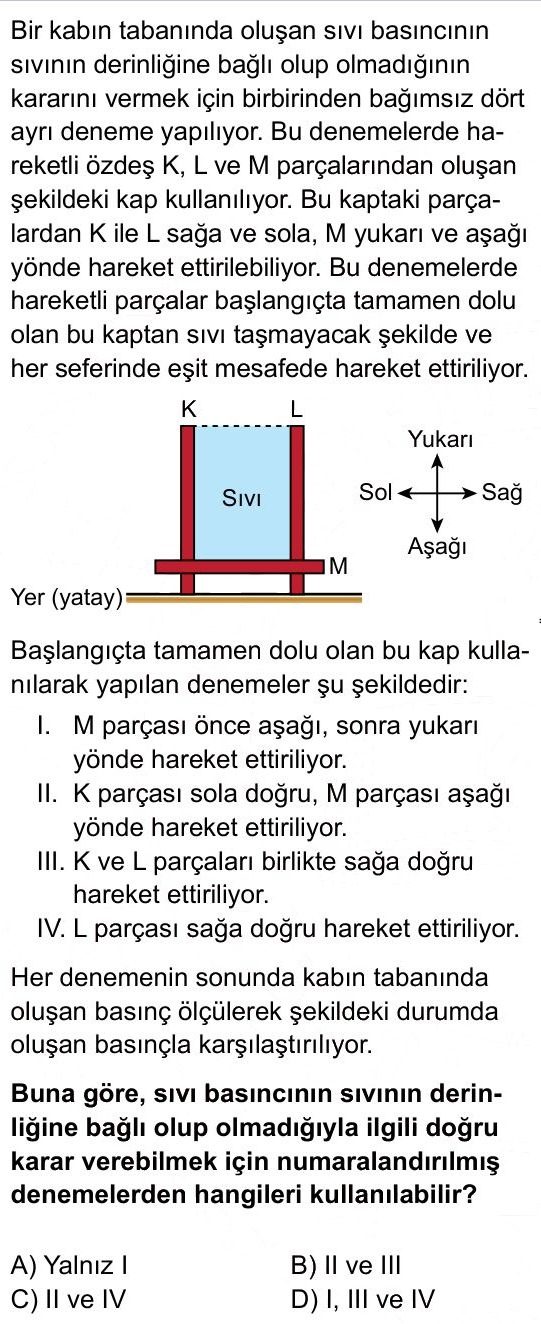 Bir kabın tabanında oluşan sıvı basıncının
sıvının derinliğine bağlı olup olmadığının
kararını vermek için birbirinden bağımsız dört
ayrı deneme yapılıyor. Bu denemelerde ha-
reketli özdeş K, L ve M parçalarından oluşan
şekildeki kap kullanılıyor. Bu kaptaki parça-
lardan K ile L sağa ve sola, M yukarı ve aşağı
yönde hareket ettirilebiliyor. Bu denemelerde
hareketli parçalar başlangıçta tamamen dolu
olan bu kaptan sıvı taşmayacak şekilde ve
her seferinde eşit mesafede hareket ettiriliyor.
K L
Yukarı
Sıvı
Sol Sağ
Aşağı
M
Yer (yatay)
Başlangıçta tamamen dolu olan bu kap kulla-
nılarak yapılan denemeler şu şekildedir:
I. M parçası önce aşağı, sonra yukarı
yönde hareket ettiriliyor.
II. K parçası sola doğru, M parçası aşağı
yönde hareket ettiriliyor.
III. K ve L parçaları birlikte sağa doğru
hareket ettiriliyor.
IV. L parçası sağa doğru hareket ettiriliyor.
Her denemenin sonunda kabın tabanında
oluşan basınç ölçülerek şekildeki durumda
oluşan basınçla karşılaştırılıyor.
Buna göre, sıvı basıncının sıvının derin-
liğine bağlı olup olmadığıyla ilgili doğru
karar verebilmek için numaralandırılmış
denemelerden hangileri kullanılabilir?
A) Yalnız I B) II ve III
C) II ve IV D) I, III ve IV